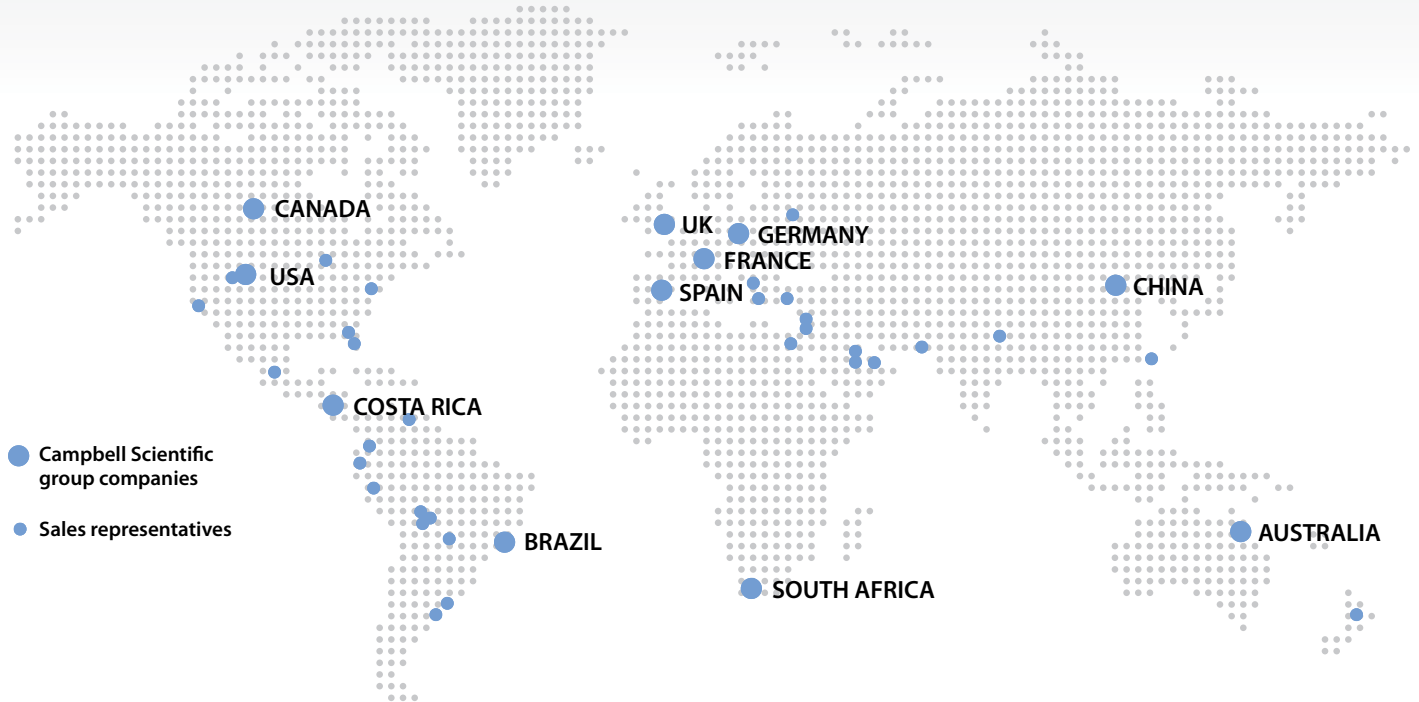 CANADA
UK
GERMANY
FRANCE
USA
SPAIN
CHINA
COSTA RICA
Campbell Scientific
group companies
Sales representatives
BRAZIL
AUSTRALIA
SOUTH AFRICA